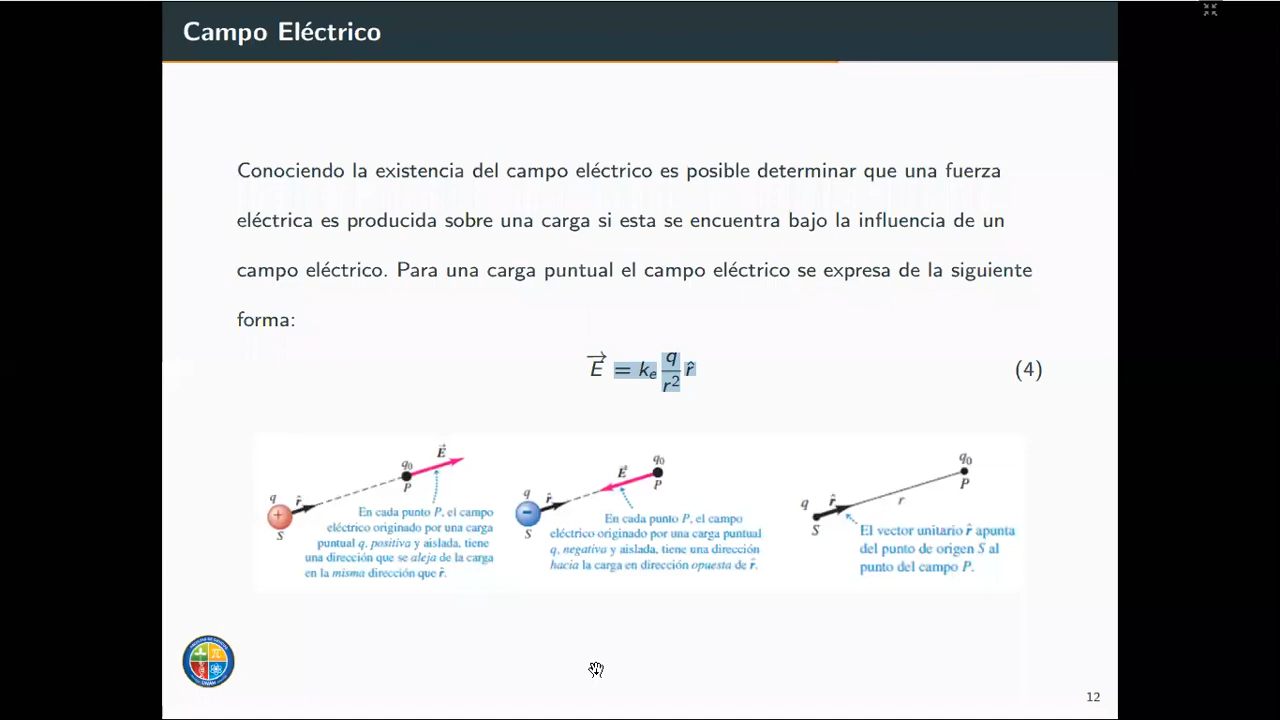 Campo Eléctrico
Conociendo la existencia del campo eléctrico es posible determinar que una fuerza
eléctrica es producida sobre una carga si esta se encuentra bajo la influencia de un
campo eléctrico. Para una carga puntual el campo eléctrico se expresa de la siguiente
forma:
E⃗ = kₑ q/r² r̂ (4)
q
r̂
S
q₀
P
E⃗
En cada punto P, el campo
eléctrico originado por una carga
puntual q, positiva y aislada, tiene
una dirección que se aleja de la carga
en la misma dirección que r̂.
q
r̂
S
E⃗
q₀
P
En cada punto P, el campo
eléctrico originado por una carga puntual
q, negativa y aislada, tiene una dirección
hacia la carga en dirección opuesta de r̂.
q
r̂
S
r
q₀
P
El vector unitario r̂ apunta
del punto de origen S al
punto del campo P.
12